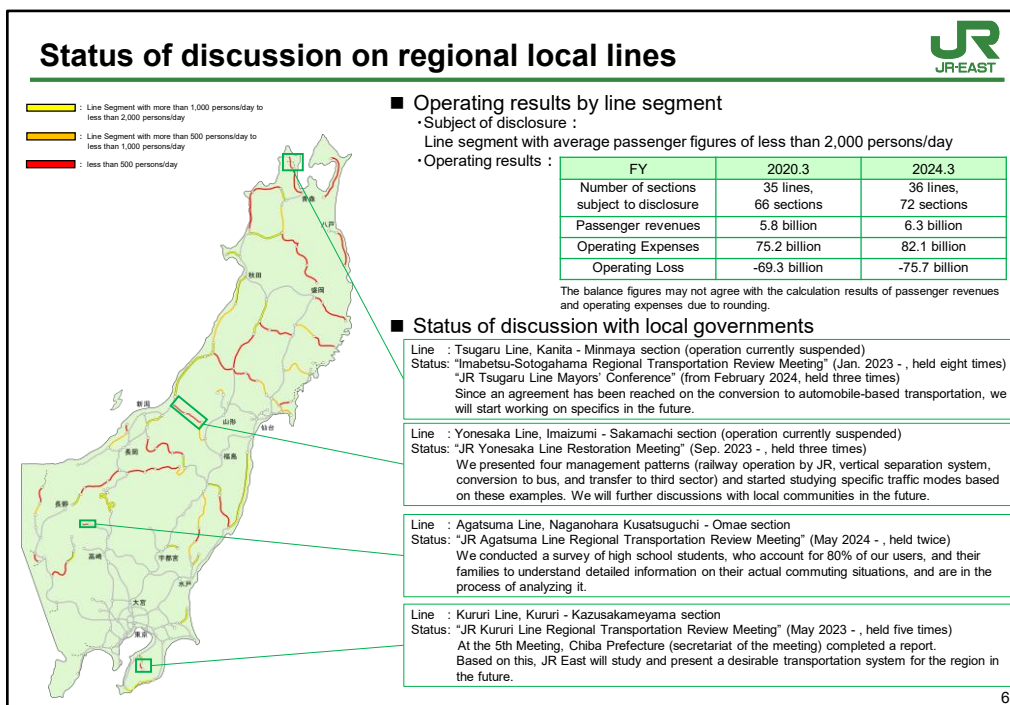 Status of discussion on regional local lines
JR
JR-EAST
: Line Segment with more than 1,000 persons/day to
less than 2,000 persons/day
: Line Segment with more than 500 persons/day to
less than 1,000 persons/day
: less than 500 persons/day
■ Operating results by line segment
・Subject of disclosure：
Line segment with average passenger figures of less than 2,000 persons/day
・Operating results：
FY 2020.3 2024.3
Number of sections subject to disclosure 35 lines, 66 sections 36 lines, 72 sections
Passenger revenues 5.8 billion 6.3 billion
Operating Expenses 75.2 billion 82.1 billion
Operating Loss -69.3 billion -75.7 billion
The balance figures may not agree with the calculation results of passenger revenues
and operating expenses due to rounding.
■ Status of discussion with local governments
Line : Tsugaru Line, Kanita - Minmaya section (operation currently suspended)
Status: “Imabetsu-Sotogahama Regional Transportation Review Meeting” (Jan. 2023 - , held eight times)
“JR Tsugaru Line Mayors’ Conference” (from February 2024, held three times)
Since an agreement has been reached on the conversion to automobile-based transportation, we
will start working on specifics in the future.
Line : Yonesaka Line, Imaizumi - Sakamachi section (operation currently suspended)
Status: “JR Yonesaka Line Restoration Meeting” (Sep. 2023 - , held three times)
We presented four management patterns (railway operation by JR, vertical separation system,
conversion to bus, and transfer to third sector) and started studying specific traffic modes based
on these examples. We will further discussions with local communities in the future.
Line : Agatsuma Line, Naganohara Kusatsuguchi - Omae section
Status: “JR Agatsuma Line Regional Transportation Review Meeting” (May 2024 - , held twice)
We conducted a survey of high school students, who account for 80% of our users, and their
families to understand detailed information on their actual commuting situations, and are in the
process of analyzing it.
Line : Kururi Line, Kururi - Kazusakameyama section
Status: “JR Kururi Line Regional Transportation Review Meeting” (May 2023 - , held five times)
At the 5th Meeting, Chiba Prefecture (secretariat of the meeting) completed a report.
Based on this, JR East will study and present a desirable transportation system for the region in
the future.
青森
八戸
秋田
盛岡
新潟
山形
仙台
長岡
福島
長野
高崎
宇都宮
水戸
大宮
東京
6